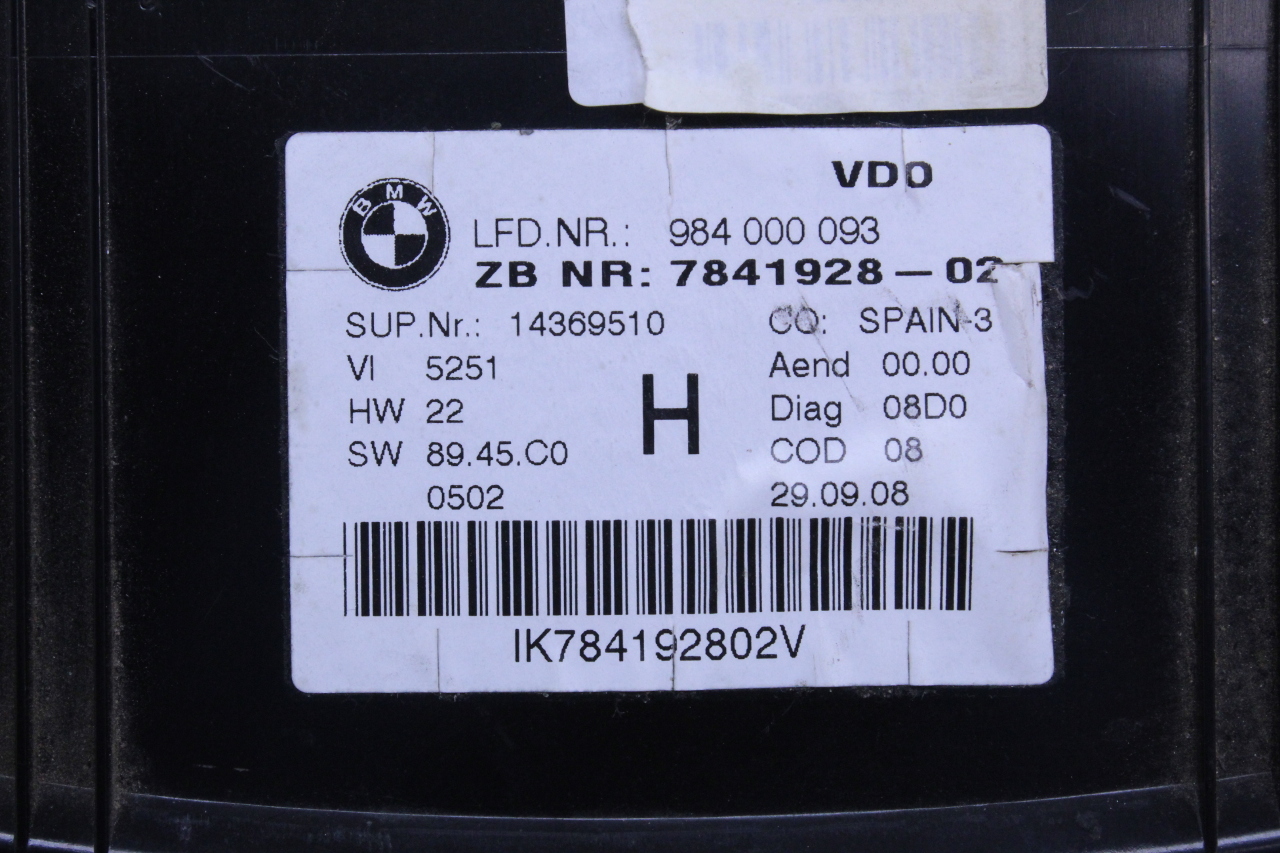 VDO
BMW
LFD.NR.: 984 000 093
ZB NR: 7841928 – 02
SUP.Nr.: 14369510 CO: SPAIN-3
VI 5251 Aend 00.00
HW 22 H Diag 08D0
SW 89.45.C0 COD 08
0502 29.09.08
IK784192802V